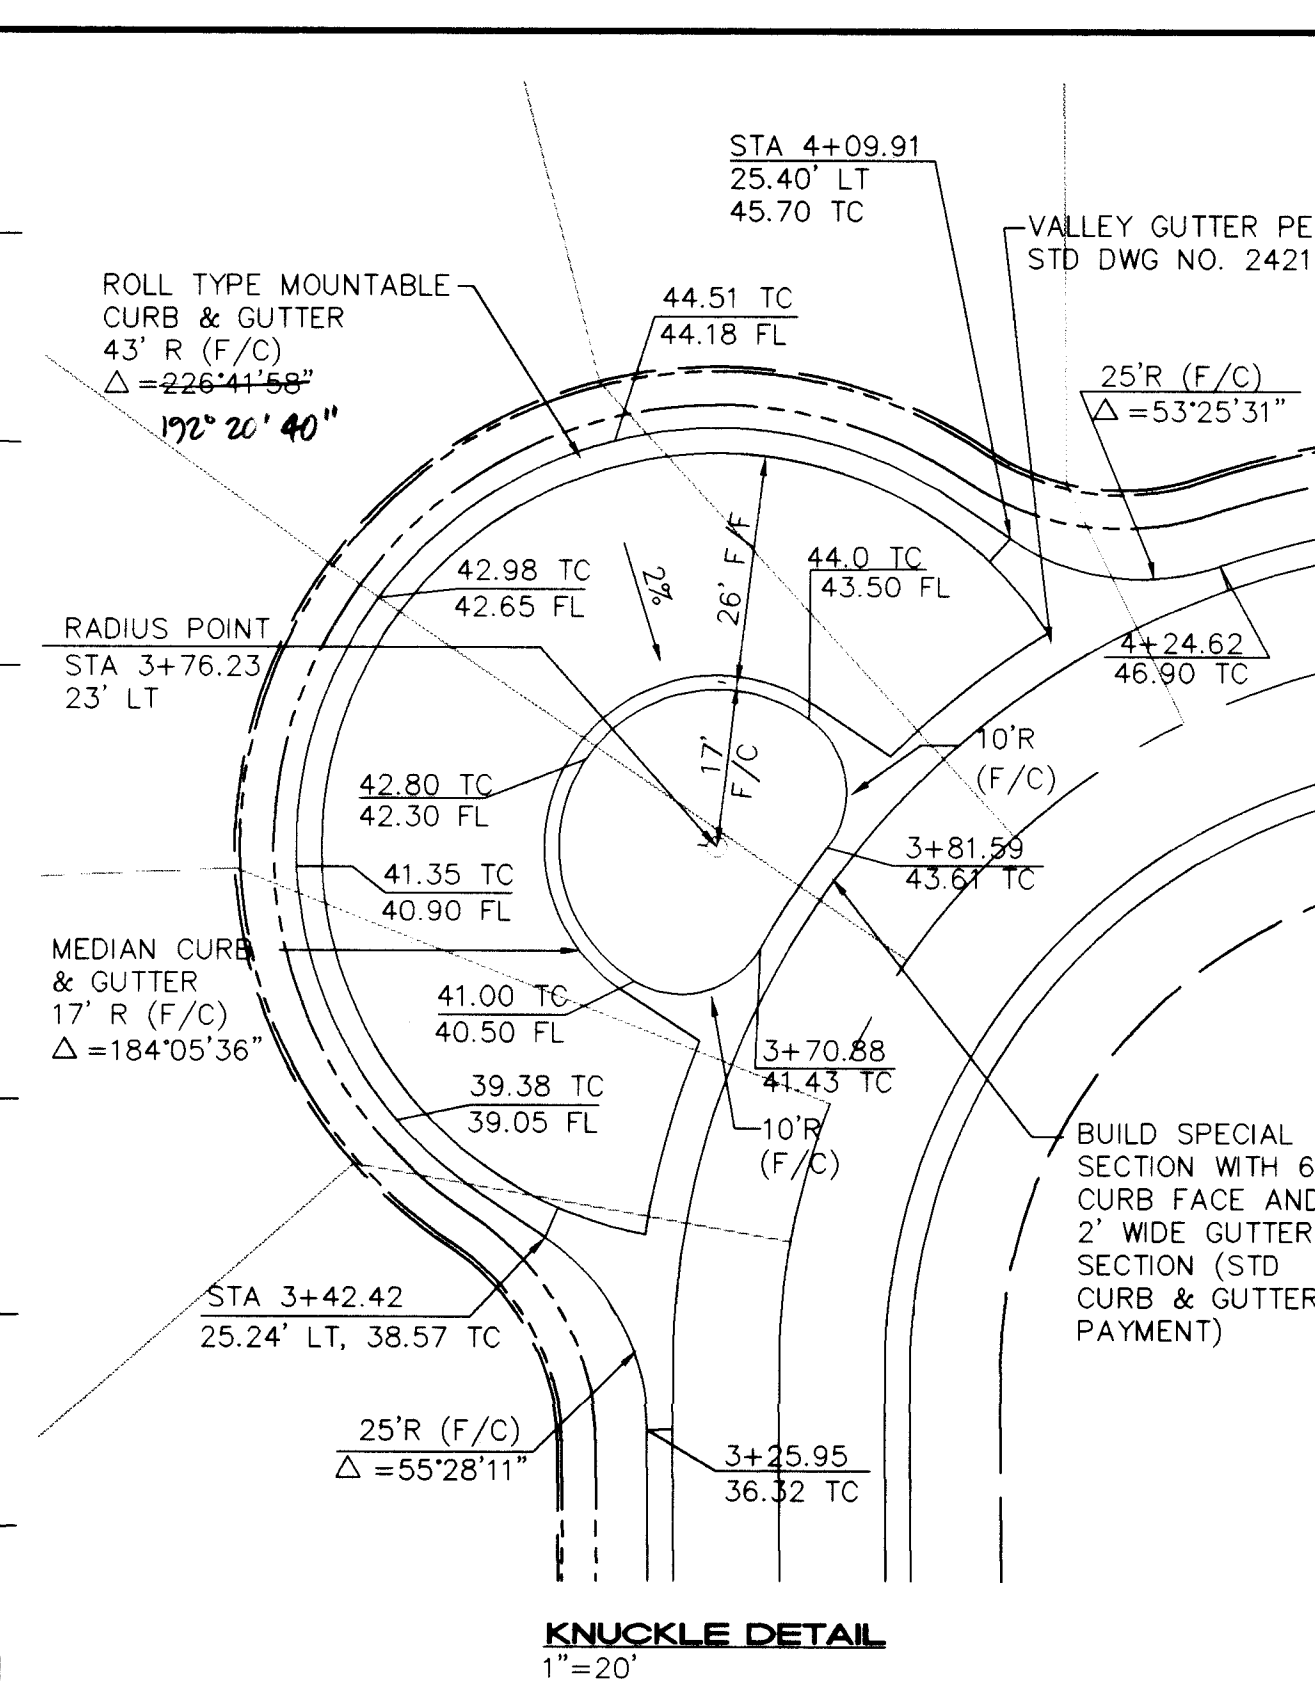 STA 4+09.91
25.40' LT
45.70 TC
VALLEY GUTTER PE
STD DWG NO. 2421
ROLL TYPE MOUNTABLE
CURB & GUTTER
43' R (F/C)
△ =226°41'58"
192° 20' 40"
44.51 TC
44.18 FL
25'R (F/C)
△ =53°25'31"
26' F/F
2%
42.98 TC
42.65 FL
44.0 TC
43.50 FL
RADIUS POINT
STA 3+76.23
23' LT
4+24.62
46.90 TC
17'
F/C
10'R
(F/C)
42.80 TC
42.30 FL
3+81.59
43.61 TC
41.35 TC
40.90 FL
MEDIAN CURB
& GUTTER
17' R (F/C)
△ =184°05'36"
41.00 TC
40.50 FL
3+70.88
41.43 TC
39.38 TC
39.05 FL
10'R
(F/C)
BUILD SPECIAL
SECTION WITH 6
CURB FACE AND
2' WIDE GUTTER
SECTION (STD
CURB & GUTTER
PAYMENT)
STA 3+42.42
25.24' LT, 38.57 TC
25'R (F/C)
△ =55°28'11"
3+25.95
36.32 TC
KNUCKLE DETAIL
1"=20'